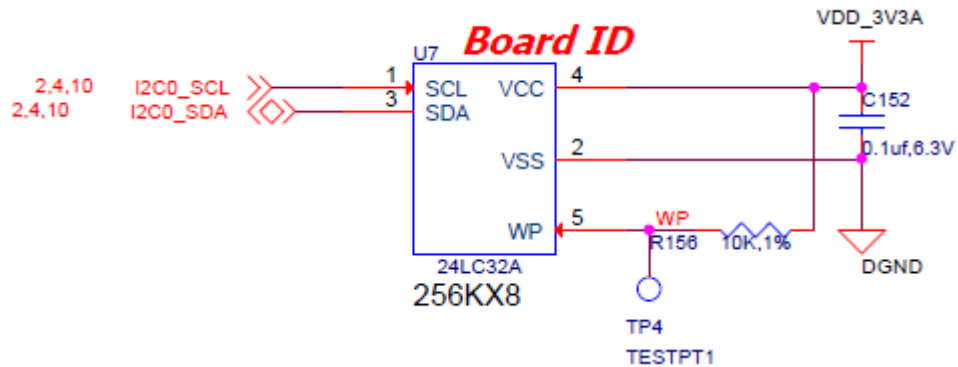 VDD_3V3A
Board ID
U7
2,4,10 I2C0_SCL 1 SCL VCC 4
2,4,10 I2C0_SDA 3 SDA
C152
0.1uf,6.3V
VSS 2
WP 5 WP
R156 10K,1%
24LC32A
256KX8
DGND
TP4
TESTPT1